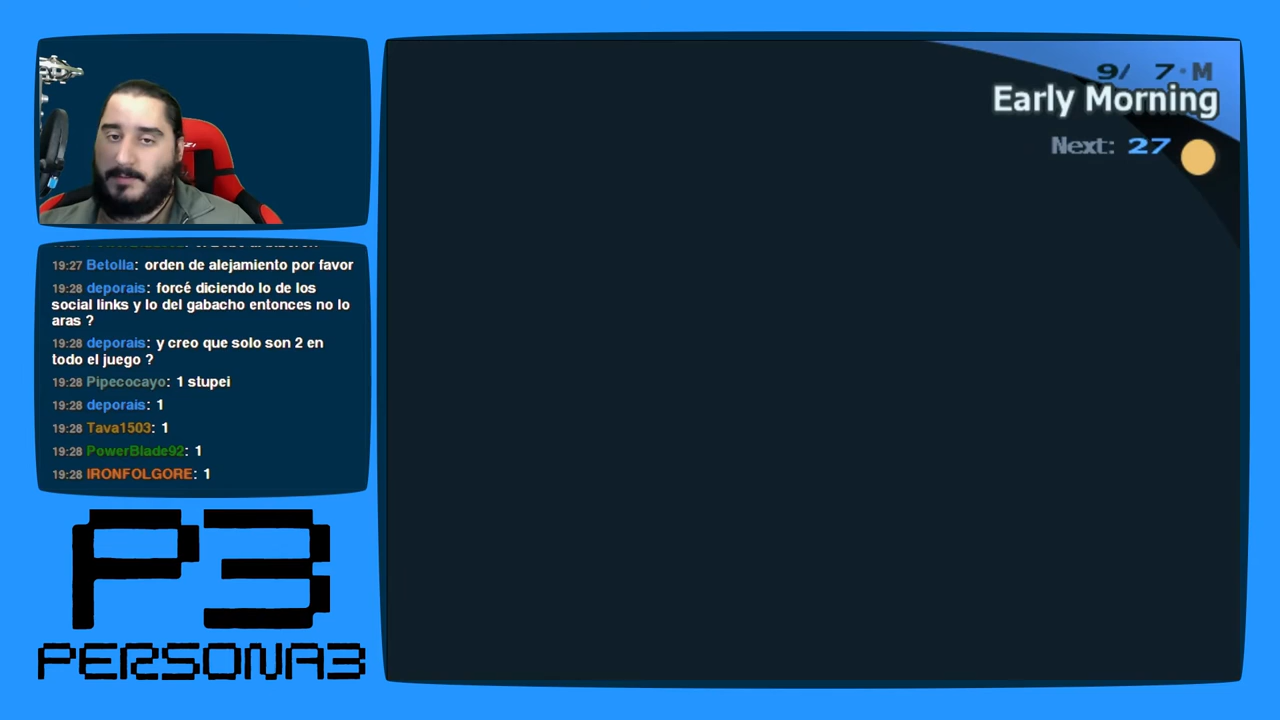 9/ 7·M
Early Morning
Next: 27
19:27 Betolla: orden de alejamiento por favor
19:28 deporais: forcé diciendo lo de los
social links y lo del gabacho entonces no lo
aras ?
19:28 deporais: y creo que solo son 2 en
todo el juego ?
19:28 Pipecocayo: 1 stupei
19:28 deporais: 1
19:28 Tava1503: 1
19:28 PowerBlade92: 1
19:28 IRONFOLGORE: 1
P3
PERSONA3